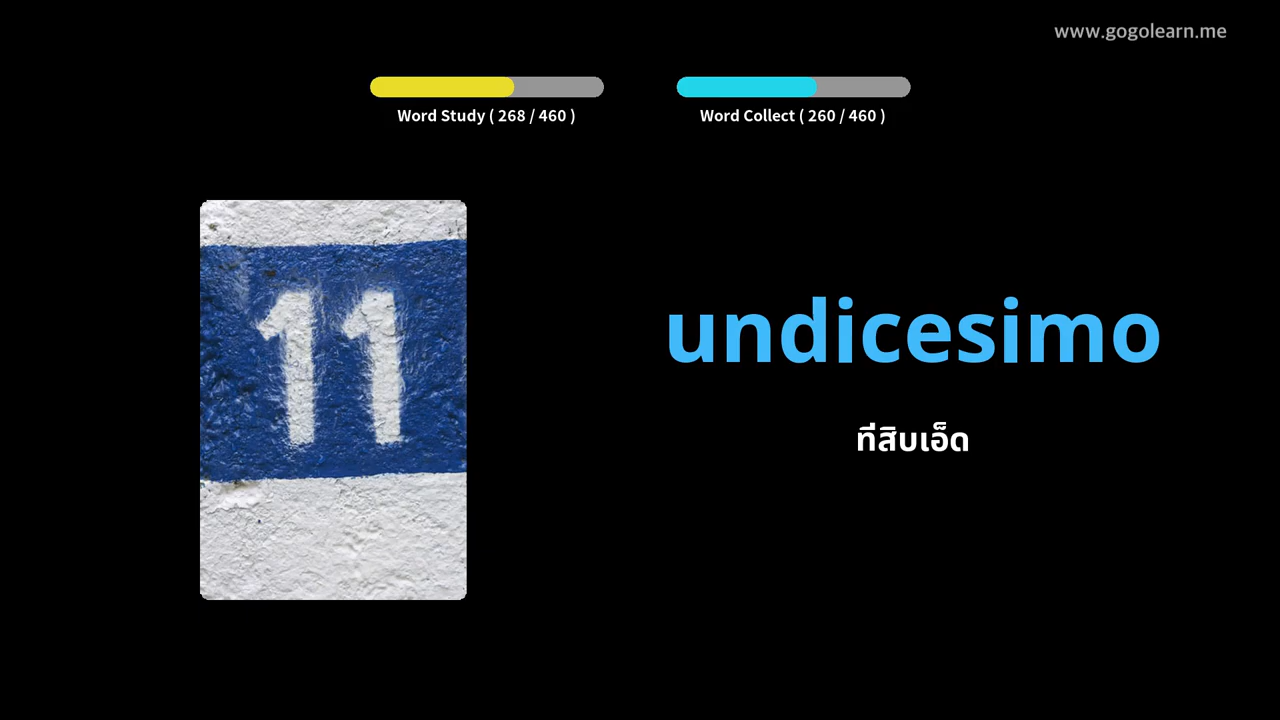 www.gogolearn.me
Word Study ( 268 / 460 )
Word Collect ( 260 / 460 )
11
undicesimo
ที่สิบเอ็ด